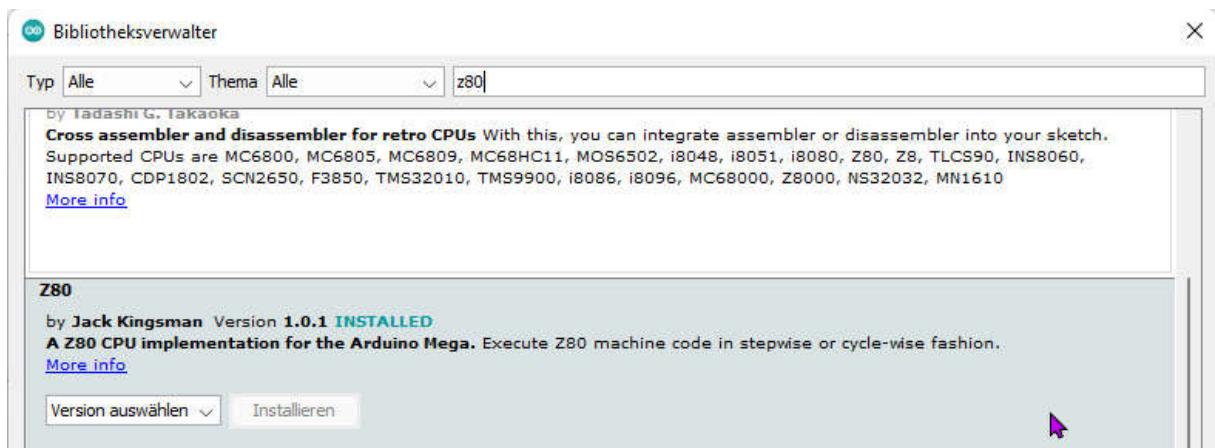 Bibliotheksverwalter
Typ Alle Thema Alle z80
by Tadashi G. Takaoka
Cross assembler and disassembler for retro CPUs With this, you can integrate assembler or disassembler into your sketch.
Supported CPUs are MC6800, MC6805, MC6809, MC68HC11, MOS6502, i8048, i8051, i8080, Z80, Z8, TLCS90, INS8060,
INS8070, CDP1802, SCN2650, F3850, TMS32010, TMS9900, i8086, i8096, MC68000, Z8000, NS32032, MN1610
More info
Z80
by Jack Kingsman Version 1.0.1 INSTALLED
A Z80 CPU implementation for the Arduino Mega. Execute Z80 machine code in stepwise or cycle-wise fashion.
More info
Version auswählen Installieren